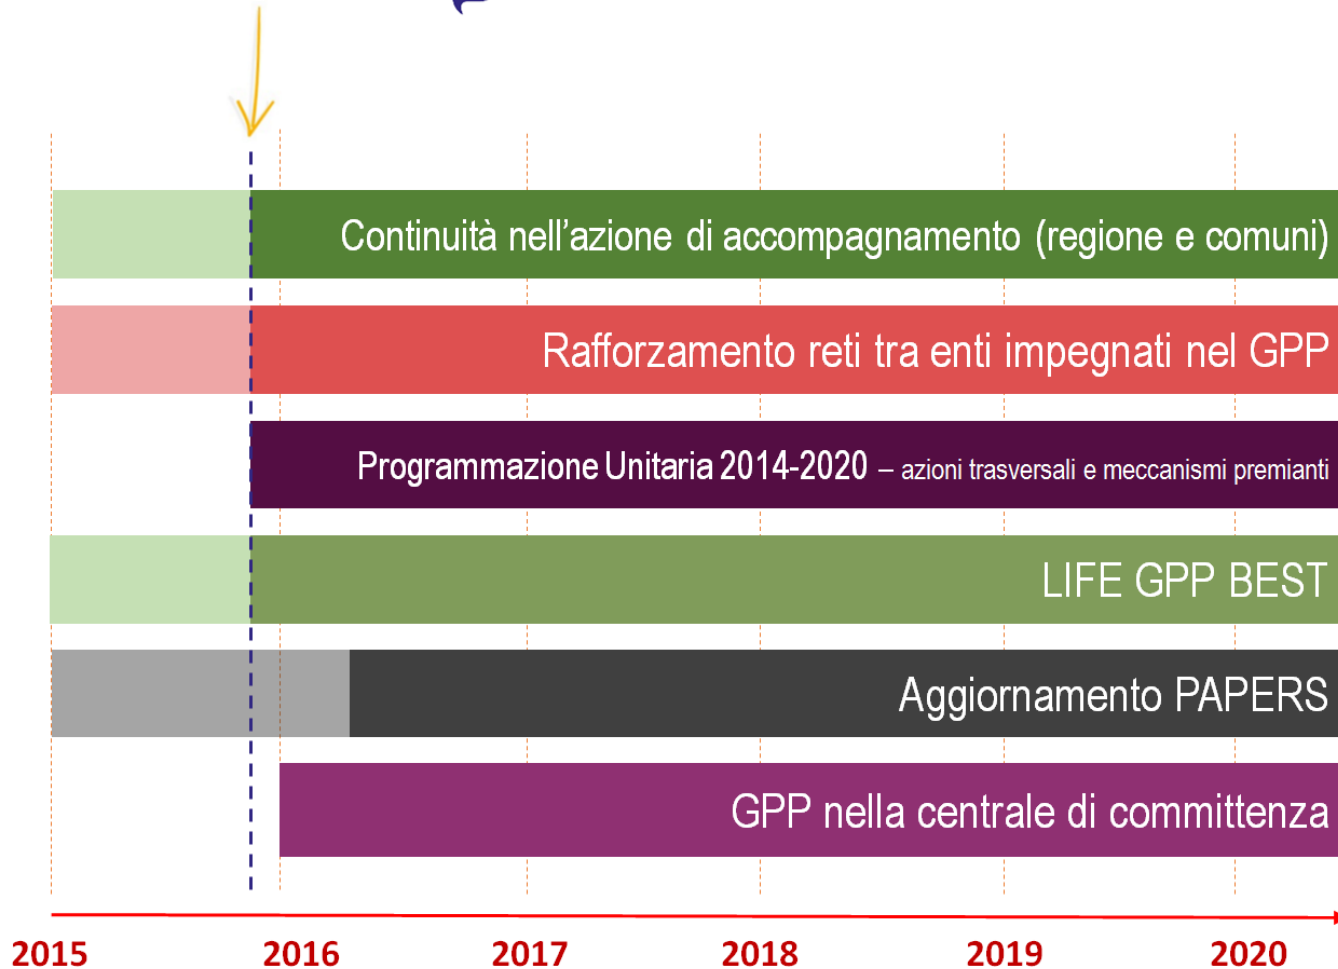 Continuità nell'azione di accompagnamento (regione e comuni)
Rafforzamento reti tra enti impegnati nel GPP
Programmazione Unitaria 2014-2020 – azioni trasversali e meccanismi premianti
LIFE GPP BEST
Aggiornamento PAPERS
GPP nella centrale di committenza
2015 2016 2017 2018 2019 2020